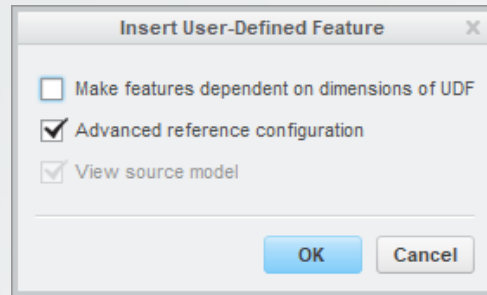 Insert User-Defined Feature
Make features dependent on dimensions of UDF
Advanced reference configuration
View source model
OK
Cancel